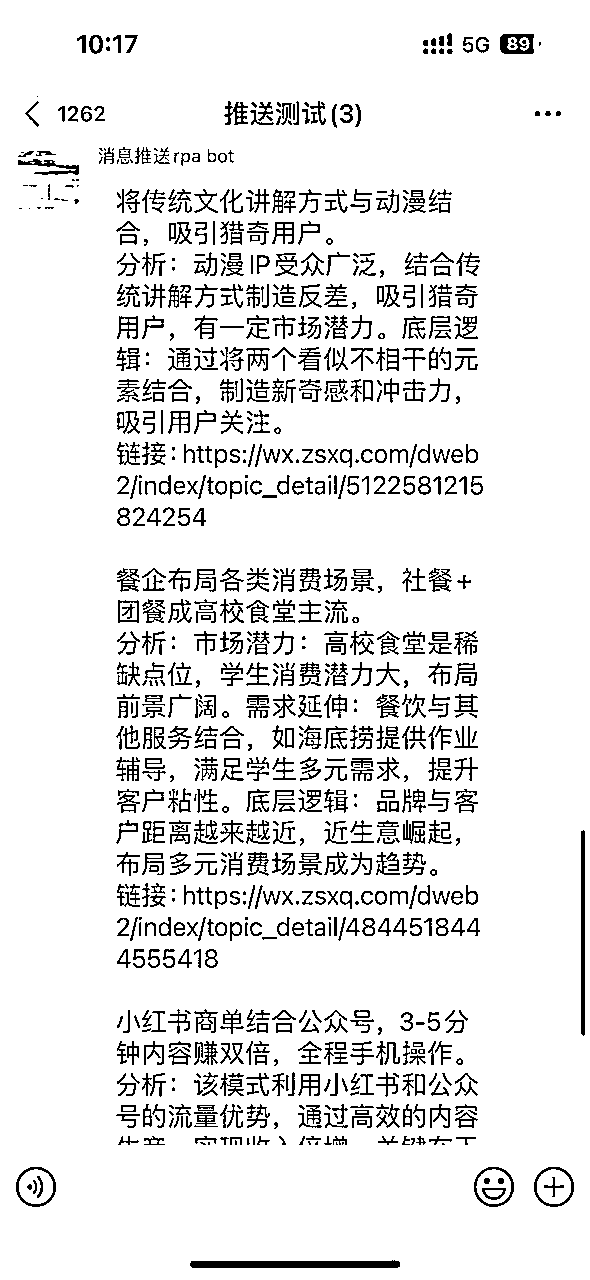 10:17
5G 89
1262
推送测试(3)
消息推送rpa bot
将传统文化讲解方式与动漫结
合，吸引猎奇用户。
分析：动漫IP受众广泛，结合传
统讲解方式制造反差，吸引猎奇
用户，有一定市场潜力。底层逻
辑：通过将两个看似不相干的元
素结合，制造新奇感和冲击力，
吸引用户关注。
链接：https://wx.zsxq.com/dweb
2/index/topic_detail/5122581215
824254
餐企布局各类消费场景，社餐+
团餐成高校食堂主流。
分析：市场潜力：高校食堂是稀
缺点位，学生消费潜力大，布局
前景广阔。需求延伸：餐饮与其
他服务结合，如海底捞提供作业
辅导，满足学生多元需求，提升
客户粘性。底层逻辑：品牌与客
户距离越来越近，近生意崛起，
布局多元消费场景成为趋势。
链接：https://wx.zsxq.com/dweb
2/index/topic_detail/484451844
4555418
小红书商单结合公众号，3-5分
钟内容赚双倍，全程手机操作。
分析：该模式利用小红书和公众
号的流量优势，通过高效的内容